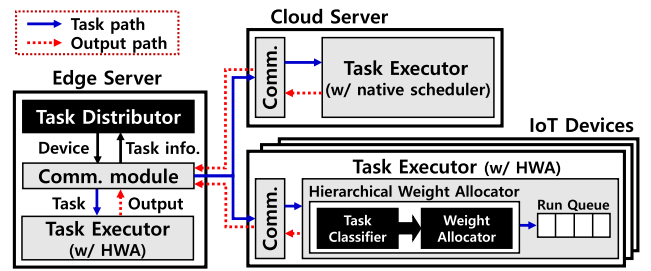 Task path
Output path
Cloud Server
Comm.
Task Executor
(w/ native scheduler)
Edge Server
Task Distributor
Device
Task info.
Comm. module
Task
Output
Task Executor
(w/ HWA)
IoT Devices
Comm.
Task Executor (w/ HWA)
Hierarchical Weight Allocator
Task
Classifier
Weight
Allocator
Run Queue